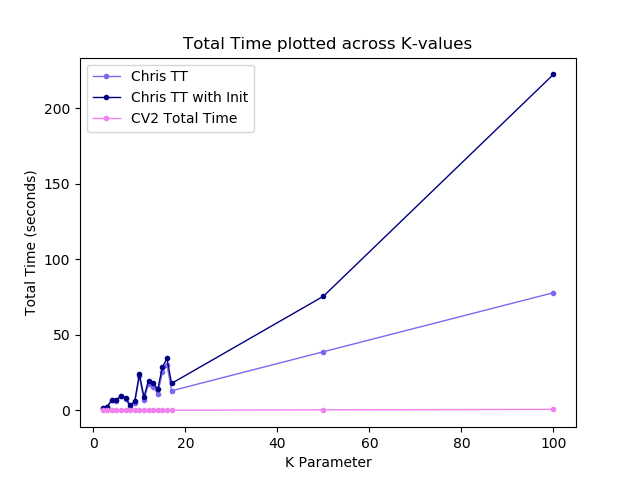 Total Time plotted across K-values
Chris TT
Chris TT with Init
CV2 Total Time
Total Time (seconds)
200
150
100
50
0
0
20
40
60
80
100
K Parameter